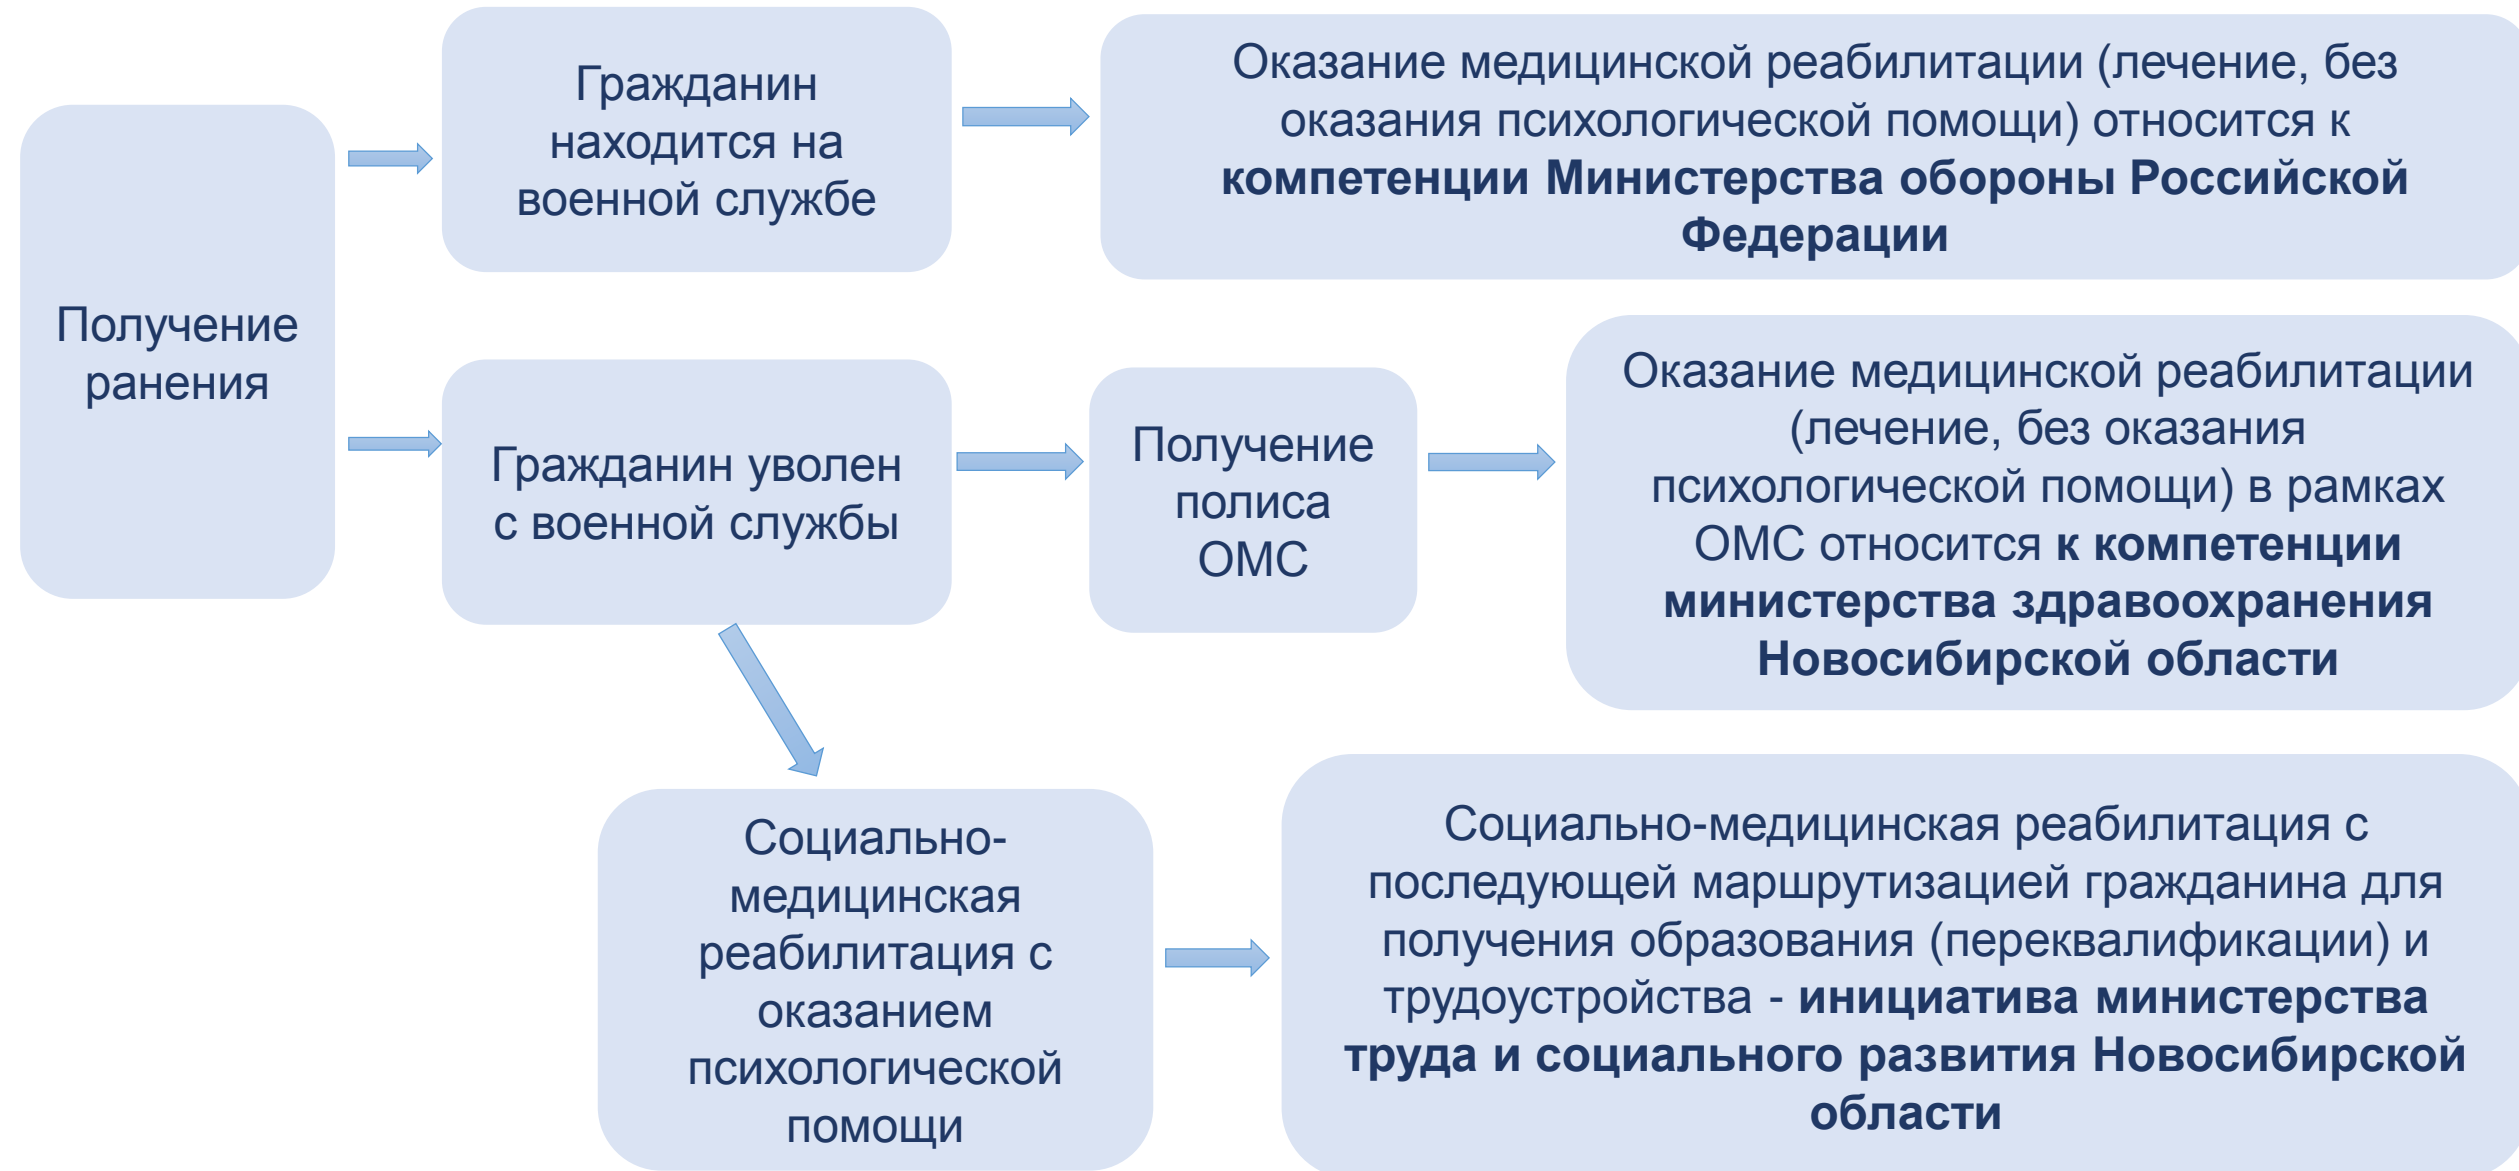 Получение
ранения
Гражданин
находится на
военной службе
Оказание медицинской реабилитации (лечение, без
оказания психологической помощи) относится к
компетенции Министерства обороны Российской
Федерации
Гражданин уволен
с военной службы
Получение
полиса
ОМС
Оказание медицинской реабилитации
(лечение, без оказания
психологической помощи) в рамках
ОМС относится к компетенции
министерства здравоохранения
Новосибирской области
Социально-
медицинская
реабилитация с
оказанием
психологической
помощи
Социально-медицинская реабилитация с
последующей маршрутизацией гражданина для
получения образования (переквалификации) и
трудоустройства - инициатива министерства
труда и социального развития Новосибирской
области